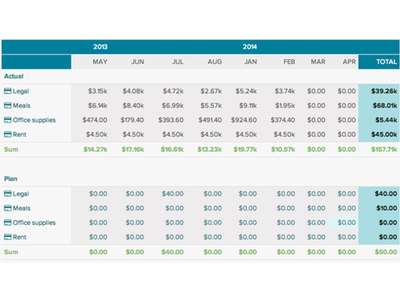 2013 2014
MAY JUN JUL AUG JAN FEB MAR APR TOTAL
Actual
Legal $3.15k $4.08k $4.72k $2.67k $5.24k $3.74k $0.00 $0.00 $39.26k
Meals $6.14k $8.40k $6.99k $5.57k $9.11k $1.95k $0.00 $0.00 $68.01k
Office supplies $474.00 $179.40 $393.60 $491.40 $924.60 $374.40 $0.00 $0.00 $5.44k
Rent $4.50k $4.50k $4.50k $4.50k $4.50k $4.50k $0.00 $0.00 $45.00k
Sum $14.27k $17.16k $16.61k $13.23k $19.77k $10.57k $0.00 $0.00 $157.71k
Plan
Legal $0.00 $0.00 $40.00 $0.00 $0.00 $0.00 $0.00 $0.00 $40.00
Meals $0.00 $0.00 $0.00 $0.00 $0.00 $0.00 $0.00 $0.00 $10.00
Office supplies $0.00 $0.00 $0.00 $0.00 $0.00 $0.00 $0.00 $0.00 $0.00
Rent $0.00 $0.00 $0.00 $0.00 $0.00 $0.00 $0.00 $0.00 $0.00
Sum $0.00 $0.00 $40.00 $0.00 $0.00 $0.00 $0.00 $0.00 $50.00